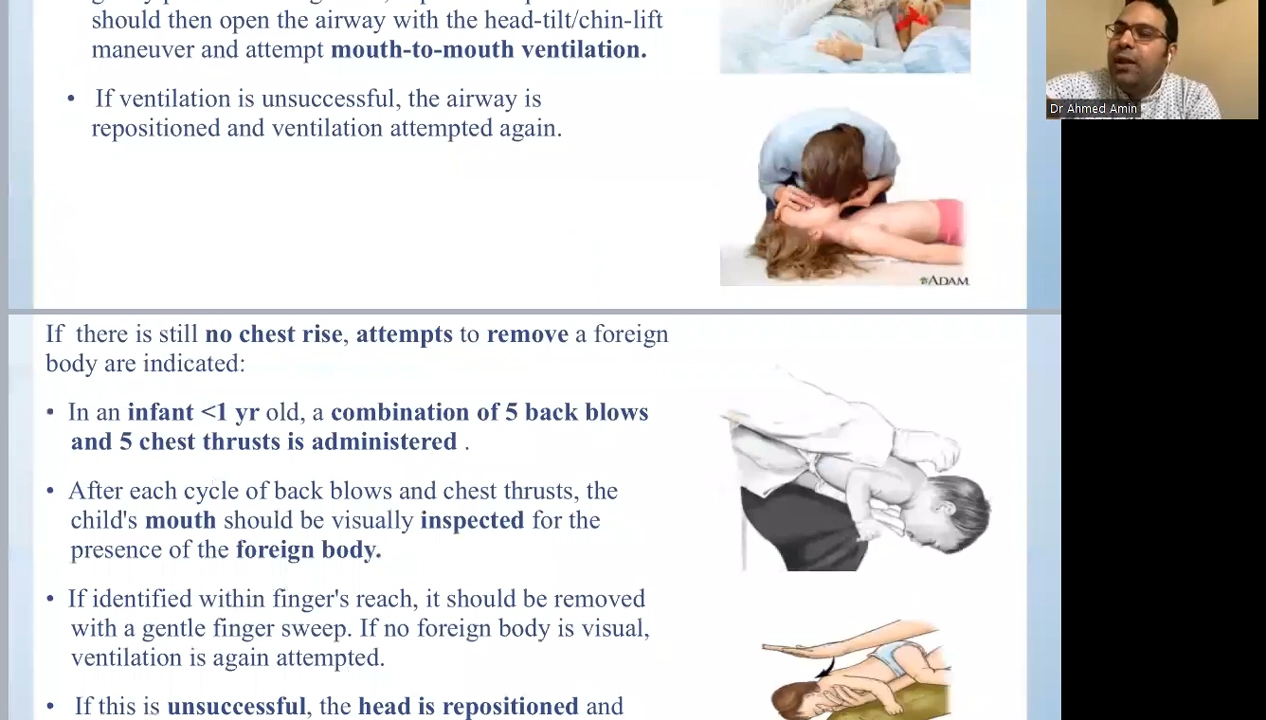 should then open the airway with the head-tilt/chin-lift
maneuver and attempt mouth-to-mouth ventilation.
• If ventilation is unsuccessful, the airway is
repositioned and ventilation attempted again.
ADAM
Dr Ahmed Amin
If there is still no chest rise, attempts to remove a foreign
body are indicated:
• In an infant <1 yr old, a combination of 5 back blows
and 5 chest thrusts is administered .
• After each cycle of back blows and chest thrusts, the
child's mouth should be visually inspected for the
presence of the foreign body.
• If identified within finger's reach, it should be removed
with a gentle finger sweep. If no foreign body is visual,
ventilation is again attempted.
• If this is unsuccessful, the head is repositioned and